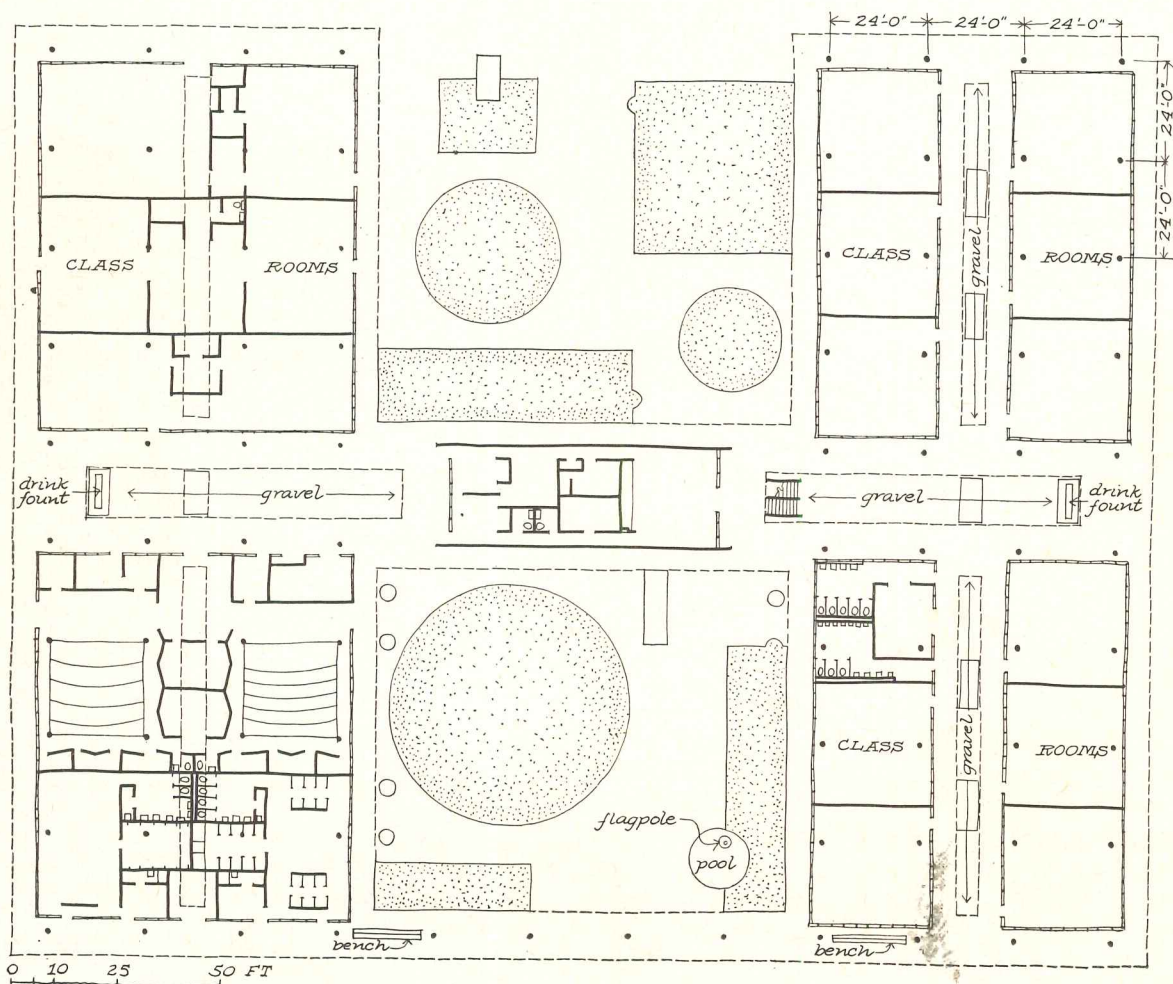 24'-0" 24'-0" 24'-0"
24'-0"
24'-0"
CLASS ROOMS
CLASS gravel ROOMS
drink
fount
gravel
gravel
drink
fount
CLASS gravel ROOMS
flagpole
pool
bench
bench
0 10 25 50 FT